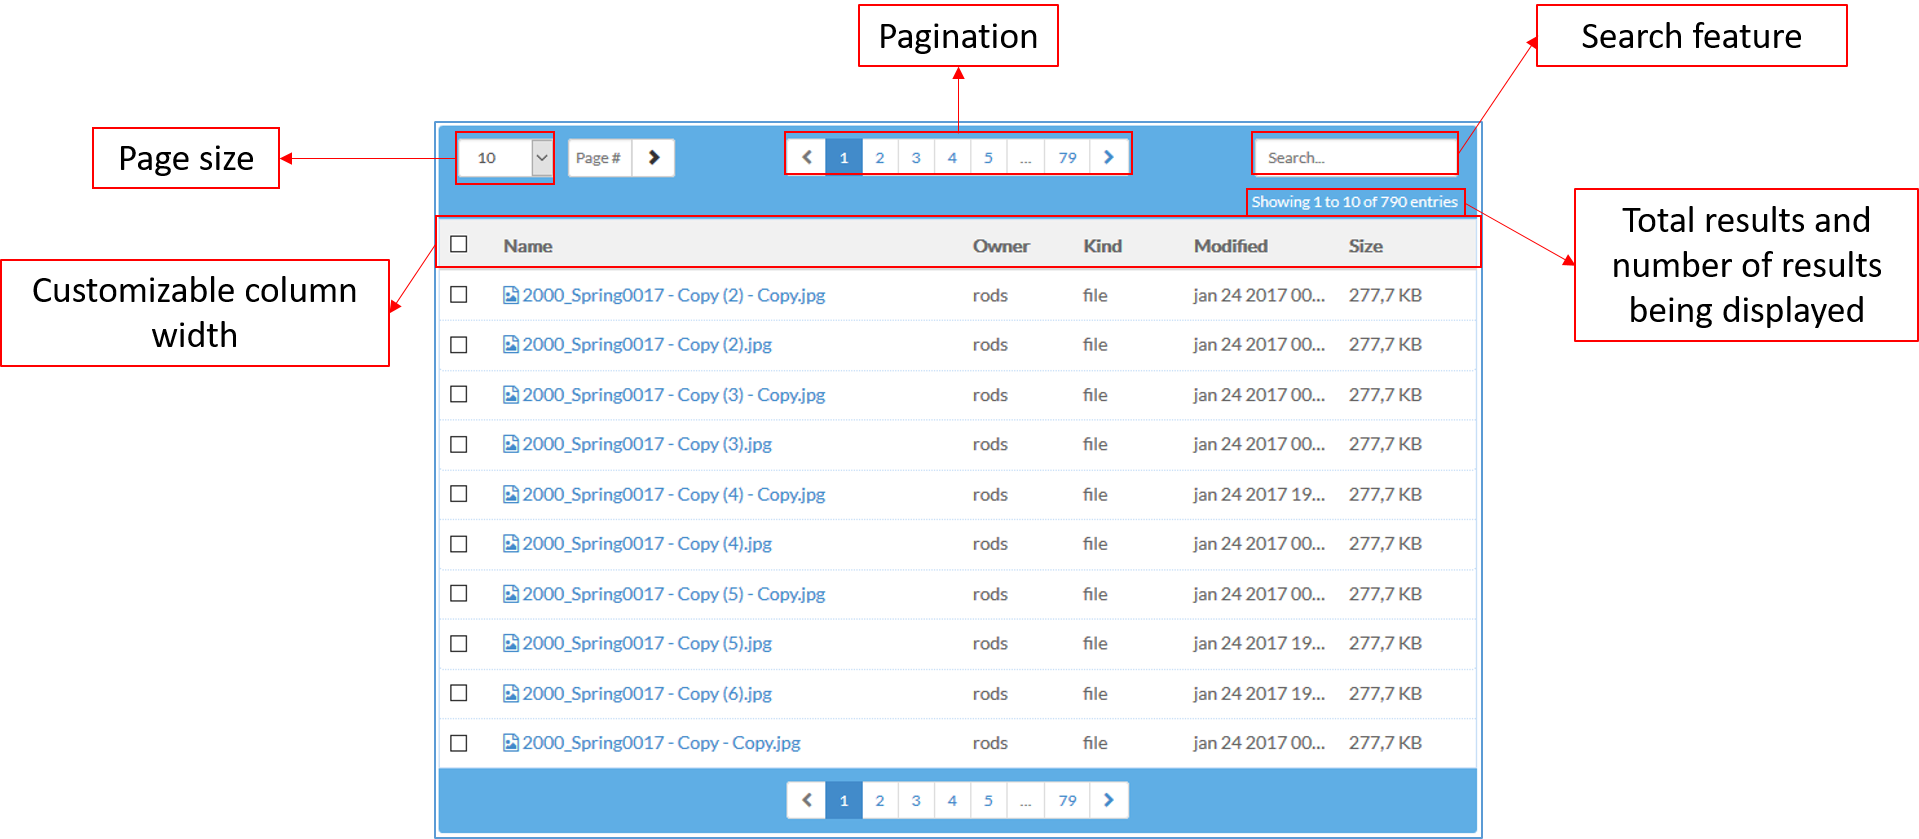 Pagination
Search feature
Page size
10
Page #
1 2 3 4 5 ... 79
Search...
Showing 1 to 10 of 790 entries
Total results and
number of results
being displayed
Customizable column
width
Name Owner Kind Modified Size
2000_Spring0017 - Copy (2) - Copy.jpg rods file jan 24 2017 00... 277,7 KB
2000_Spring0017 - Copy (2).jpg rods file jan 24 2017 00... 277,7 KB
2000_Spring0017 - Copy (3) - Copy.jpg rods file jan 24 2017 00... 277,7 KB
2000_Spring0017 - Copy (3).jpg rods file jan 24 2017 00... 277,7 KB
2000_Spring0017 - Copy (4) - Copy.jpg rods file jan 24 2017 19... 277,7 KB
2000_Spring0017 - Copy (4).jpg rods file jan 24 2017 00... 277,7 KB
2000_Spring0017 - Copy (5) - Copy.jpg rods file jan 24 2017 00... 277,7 KB
2000_Spring0017 - Copy (5).jpg rods file jan 24 2017 19... 277,7 KB
2000_Spring0017 - Copy (6).jpg rods file jan 24 2017 19... 277,7 KB
2000_Spring0017 - Copy - Copy.jpg rods file jan 24 2017 00... 277,7 KB
1 2 3 4 5 ... 79